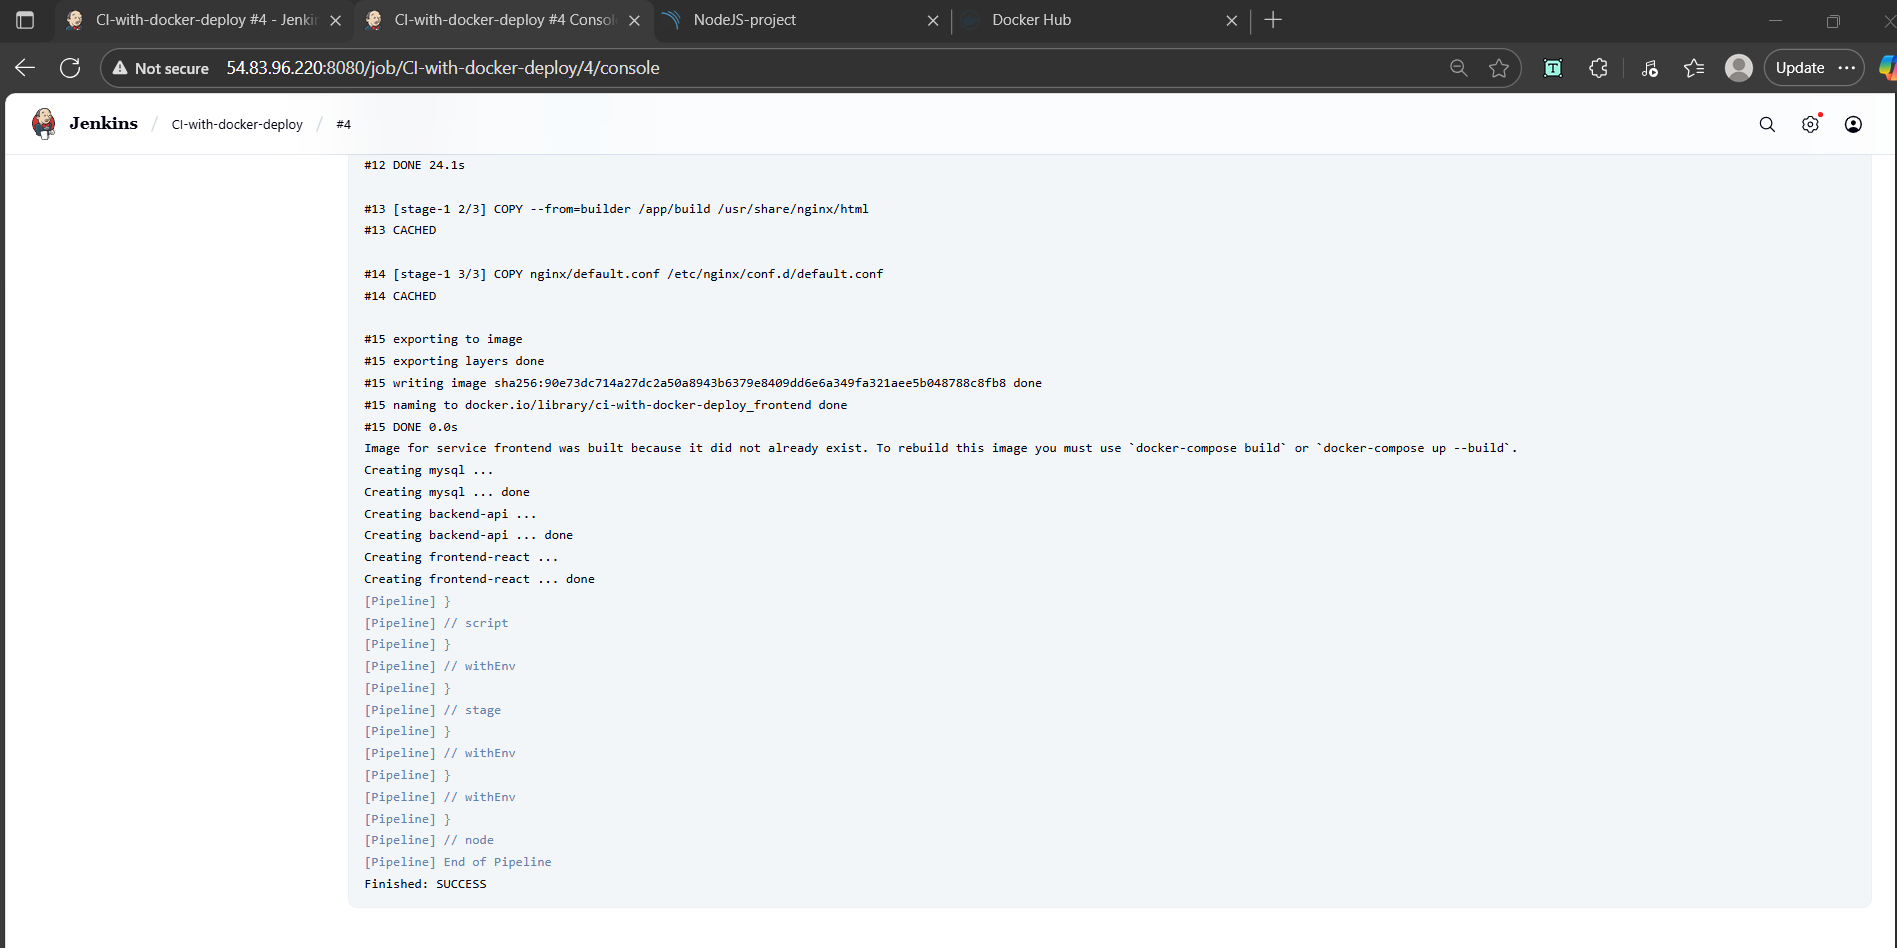 CI-with-docker-deploy #4 - Jenki
CI-with-docker-deploy #4 Conso
NodeJS-project
Docker Hub
Not secure
54.83.96.220:8080/job/CI-with-docker-deploy/4/console
Update
Jenkins / CI-with-docker-deploy / #4
#12 DONE 24.1s
#13 [stage-1 2/3] COPY --from=builder /app/build /usr/share/nginx/html
#13 CACHED
#14 [stage-1 3/3] COPY nginx/default.conf /etc/nginx/conf.d/default.conf
#14 CACHED
#15 exporting to image
#15 exporting layers done
#15 writing image sha256:90e73dc714a27dc2a50a8943b6379e8409dd6e6a349fa321aee5b048788c8fb8 done
#15 naming to docker.io/library/ci-with-docker-deploy_frontend done
#15 DONE 0.0s
Image for service frontend was built because it did not already exist. To rebuild this image you must use `docker-compose build` or `docker-compose up --build`.
Creating mysql ...
Creating mysql ... done
Creating backend-api ...
Creating backend-api ... done
Creating frontend-react ...
Creating frontend-react ... done
[Pipeline] }
[Pipeline] // script
[Pipeline] }
[Pipeline] // withEnv
[Pipeline] }
[Pipeline] // stage
[Pipeline] }
[Pipeline] // withEnv
[Pipeline] }
[Pipeline] // withEnv
[Pipeline] }
[Pipeline] // node
[Pipeline] End of Pipeline
Finished: SUCCESS